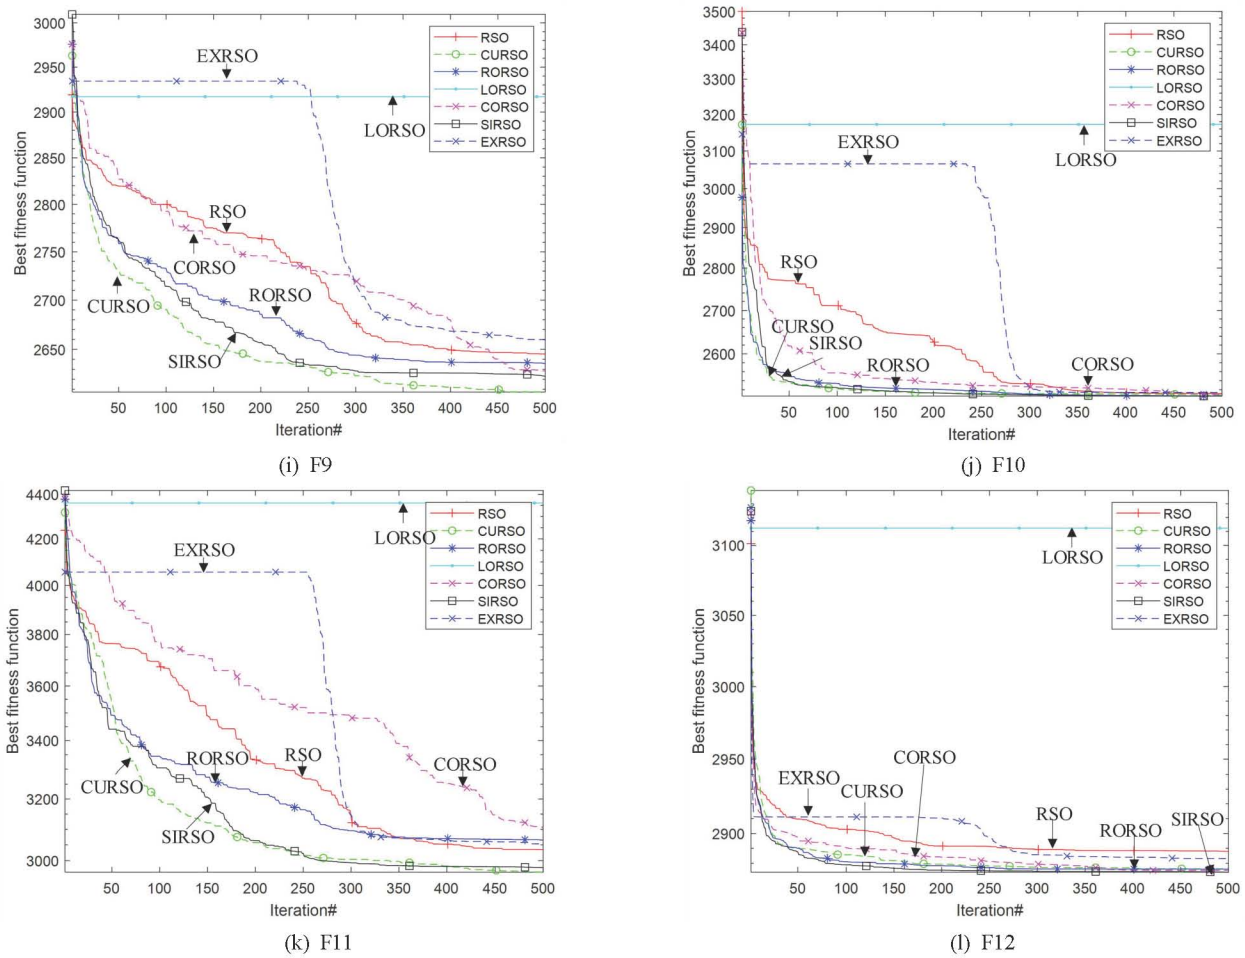 3000
2950
2900
2850
2800
2750
2700
2650
Best fitness function
50 100 150 200 250 300 350 400 450 500
Iteration#
RSO
CURSO
RORSO
LORSO
CORSO
SIRSO
EXRSO
EXRSO
LORSO
RSO
CORSO
CURSO
RORSO
SIRSO
(i) F9
3500
3400
3300
3200
3100
3000
2900
2800
2700
2600
Best fitness function
50 100 150 200 250 300 350 400 450 500
Iteration#
RSO
CURSO
RORSO
LORSO
CORSO
SIRSO
EXRSO
EXRSO
LORSO
RSO
CURSO
SIRSO
RORSO
CORSO
(j) F10
4400
4200
4000
3800
3600
3400
3200
3000
Best fitness function
50 100 150 200 250 300 350 400 450 500
Iteration#
RSO
CURSO
RORSO
LORSO
CORSO
SIRSO
EXRSO
LORSO
EXRSO
RORSO
RSO
CORSO
CURSO
SIRSO
(k) F11
3100
3050
3000
2950
2900
Best fitness function
50 100 150 200 250 300 350 400 450 500
Iteration#
RSO
CURSO
RORSO
LORSO
CORSO
SIRSO
EXRSO
LORSO
CORSO
EXRSO
CURSO
RSO
RORSO
SIRSO
(l) F12